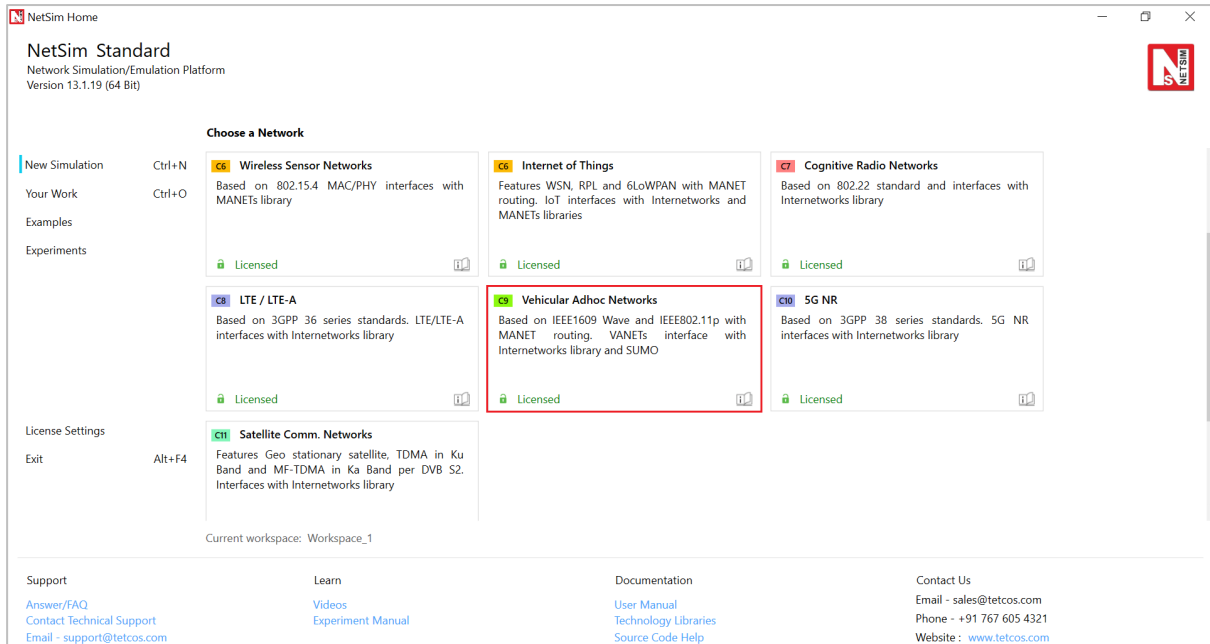 NetSim Home
NetSim Standard
Network Simulation/Emulation Platform
Version 13.1.19 (64 Bit)
NS NETSIM
Choose a Network
New Simulation Ctrl+N
Your Work Ctrl+O
Examples
Experiments
License Settings
Exit Alt+F4
C6 Wireless Sensor Networks
Based on 802.15.4 MAC/PHY interfaces with
MANETs library
Licensed
C6 Internet of Things
Features WSN, RPL and 6LoWPAN with MANET
routing. IoT interfaces with Internetworks and
MANETs libraries
Licensed
C7 Cognitive Radio Networks
Based on 802.22 standard and interfaces with
Internetworks library
Licensed
C8 LTE / LTE-A
Based on 3GPP 36 series standards. LTE/LTE-A
interfaces with Internetworks library
Licensed
C9 Vehicular Adhoc Networks
Based on IEEE1609 Wave and IEEE802.11p with
MANET routing. VANETs interface with
Internetworks library and SUMO
Licensed
C10 5G NR
Based on 3GPP 38 series standards. 5G NR
interfaces with Internetworks library
Licensed
C11 Satellite Comm. Networks
Features Geo stationary satellite, TDMA in Ku
Band and MF-TDMA in Ka Band per DVB S2.
Interfaces with Internetworks library
Current workspace: Workspace_1
Support
Answer/FAQ
Contact Technical Support
Email - support@tetcos.com
Learn
Videos
Experiment Manual
Documentation
User Manual
Technology Libraries
Source Code Help
Contact Us
Email - sales@tetcos.com
Phone - +91 767 605 4321
Website : www.tetcos.com